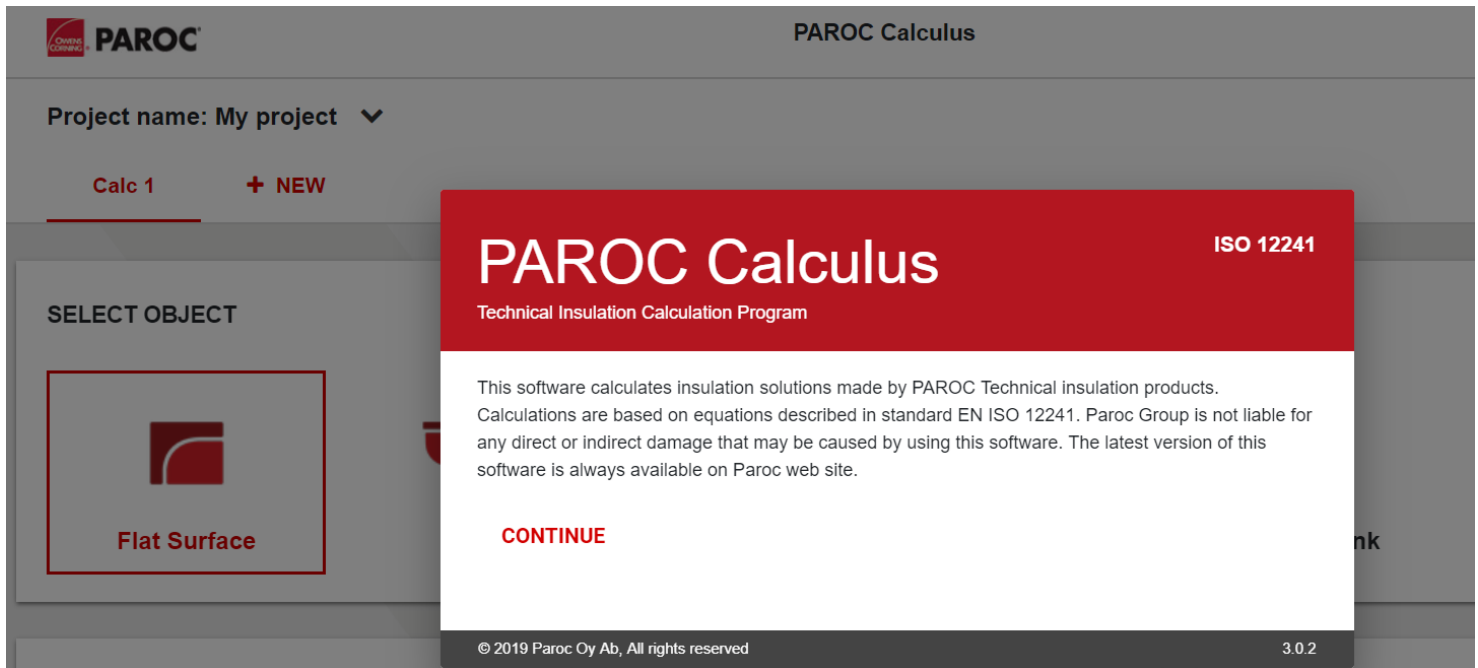 OWENS CORNING PAROC
PAROC Calculus
Project name: My project
Calc 1
+ NEW
PAROC Calculus
ISO 12241
Technical Insulation Calculation Program
SELECT OBJECT
This software calculates insulation solutions made by PAROC Technical insulation products.
Calculations are based on equations described in standard EN ISO 12241. Paroc Group is not liable for
any direct or indirect damage that may be caused by using this software. The latest version of this
software is always available on Paroc web site.
CONTINUE
Flat Surface
nk
© 2019 Paroc Oy Ab, All rights reserved
3.0.2